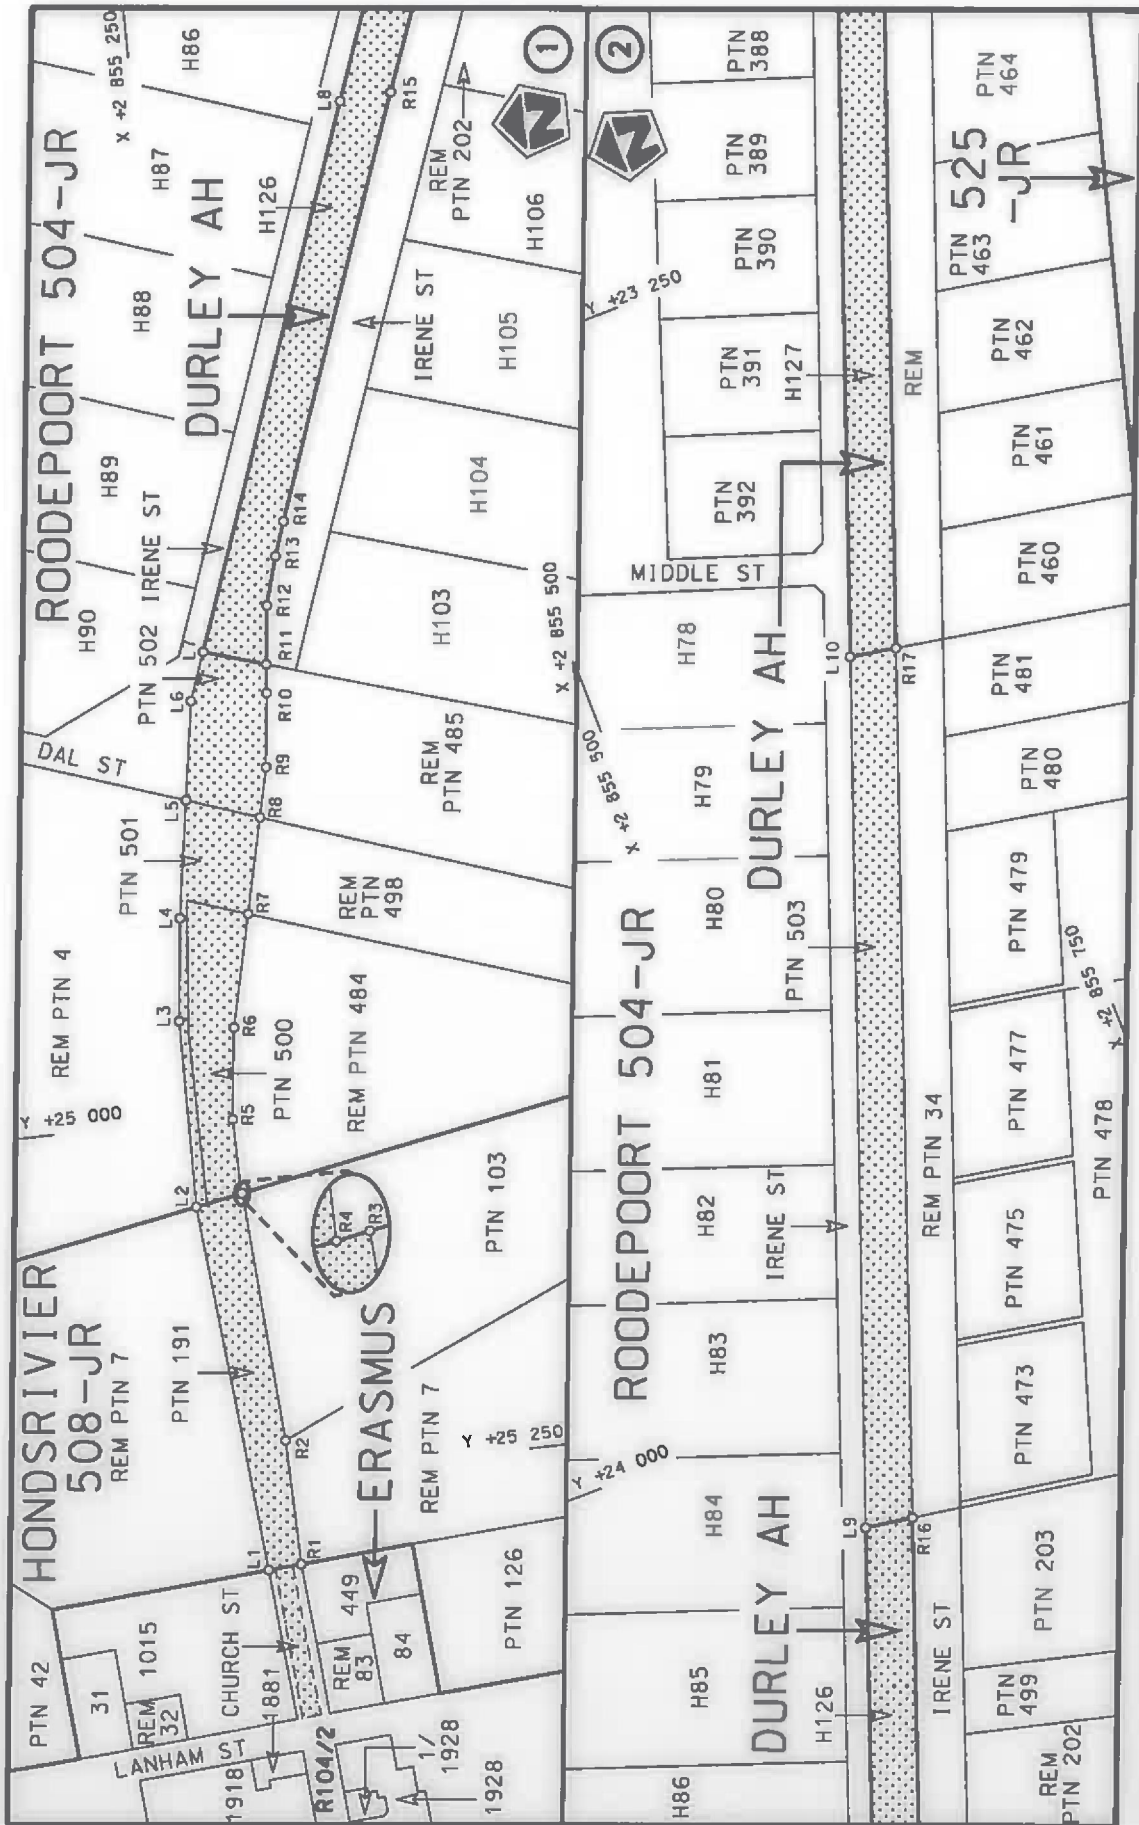 HONDSRIVIER
508-JR
REM PTN 7
ROODEPOORT 504-JR
X +2 855 250
PTN 42
31
1015
REM
32
CHURCH ST
1881
LANHAM ST
1918
R104/2
1/
1928
1928
REM
83
449
84
PTN 126
ERASMUS
L1
R1
R2
PTN 191
REM PTN 7
Y +25 250
PTN 103
L2
R4
R3
Y +25 000
REM PTN 4
L3
R5
R6
PTN 500
REM PTN 484
L4
R7
PTN 501
REM
PTN
498
DAL ST
L5
R8
R9
L6
R10
REM
PTN 485
PTN 502
IRENE ST
L7
R11
R12
R13
R14
H90
H89
H88
H87
H86
H126
DURLEY AH
IRENE ST
L8
R15
H103
H104
H105
H106
REM
PTN 202
X +2 855 500
N
1
2
N
ROODEPOORT 504-JR
H86
H85
H84
H83
H82
H81
H80
H79
H78
Y +24 000
X +2 855 500
Y +23 250
MIDDLE ST
PTN
392
PTN
391
PTN
390
PTN
389
PTN
388
DURLEY AH
H126
L9
R16
IRENE ST
PTN 503
DURLEY AH
L10
R17
H127
IRENE ST
REM PTN 34
REM
REM
PTN 202
PTN
499
PTN 203
PTN 473
PTN 475
PTN 477
PTN 478
PTN 479
X +2 855 750
PTN
480
PTN
481
PTN
460
PTN
461
PTN
462
PTN
463
PTN
464
525
-JR